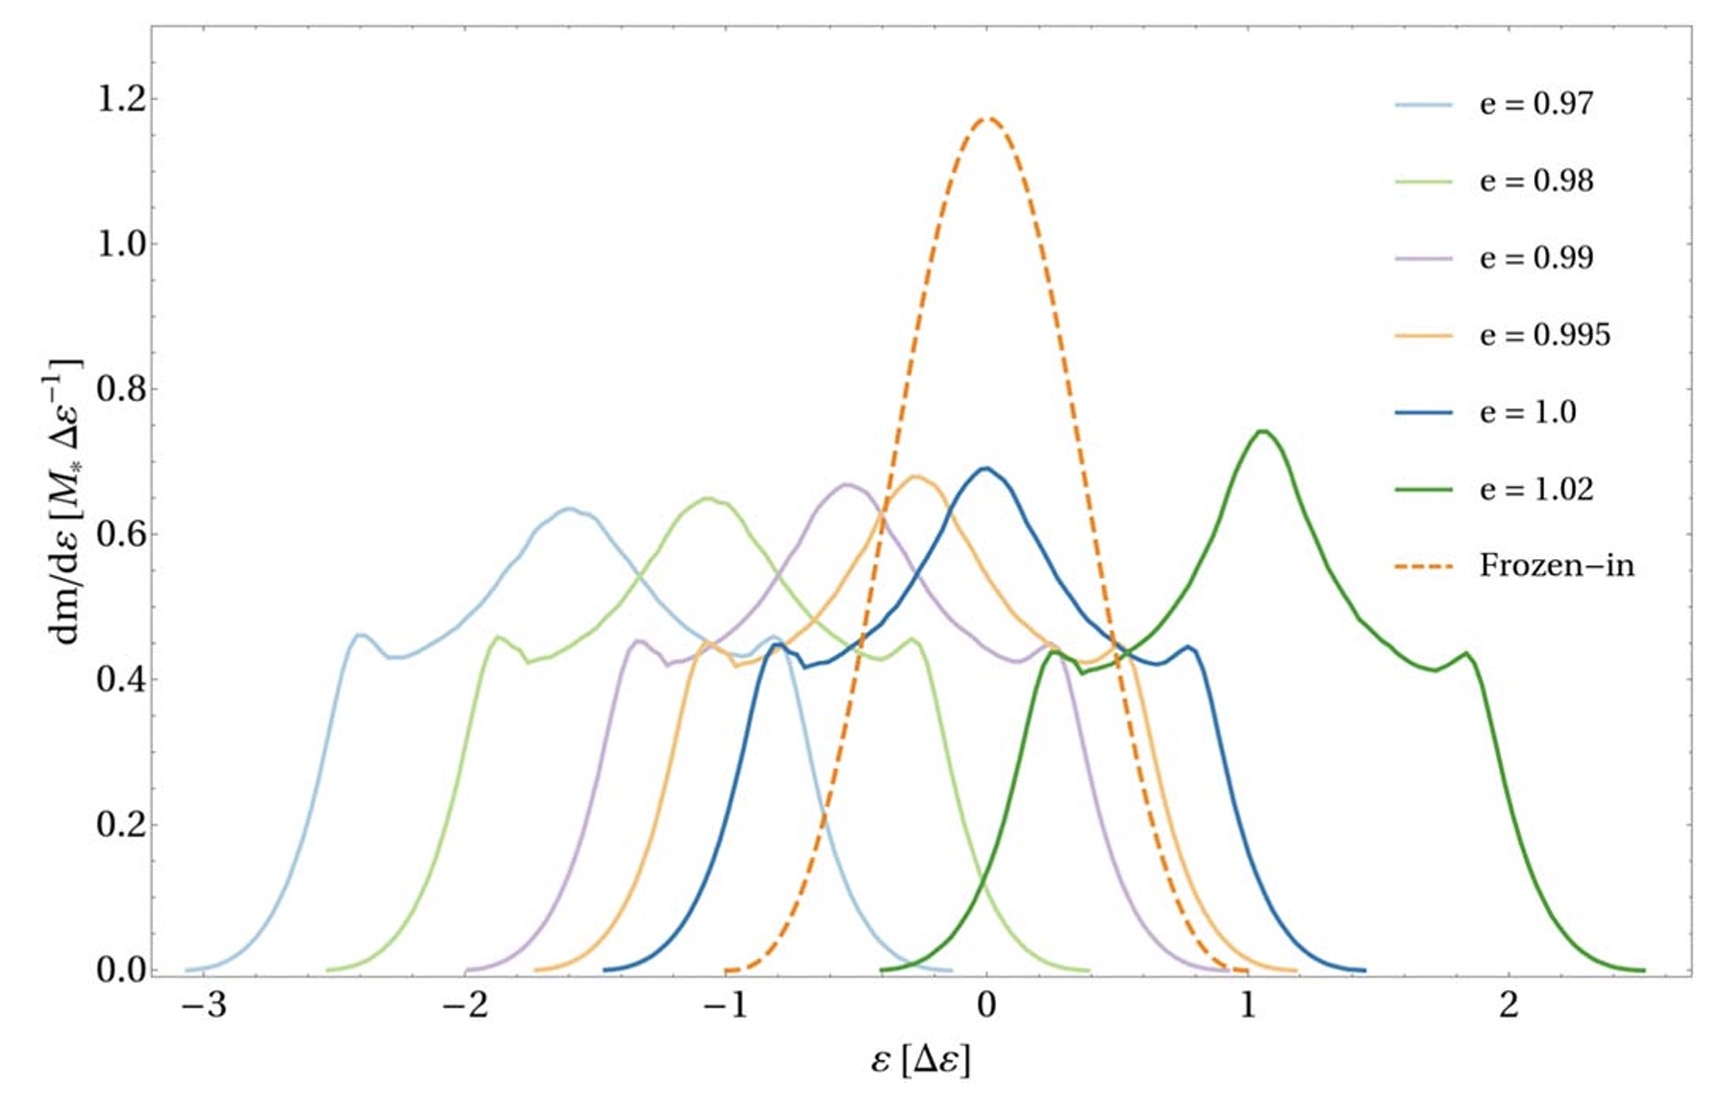 dm/dε [M* Δε⁻¹]
1.2
1.0
0.8
0.6
0.4
0.2
0.0
−3 −2 −1 0 1 2
ε [Δε]
e = 0.97
e = 0.98
e = 0.99
e = 0.995
e = 1.0
e = 1.02
Frozen−in